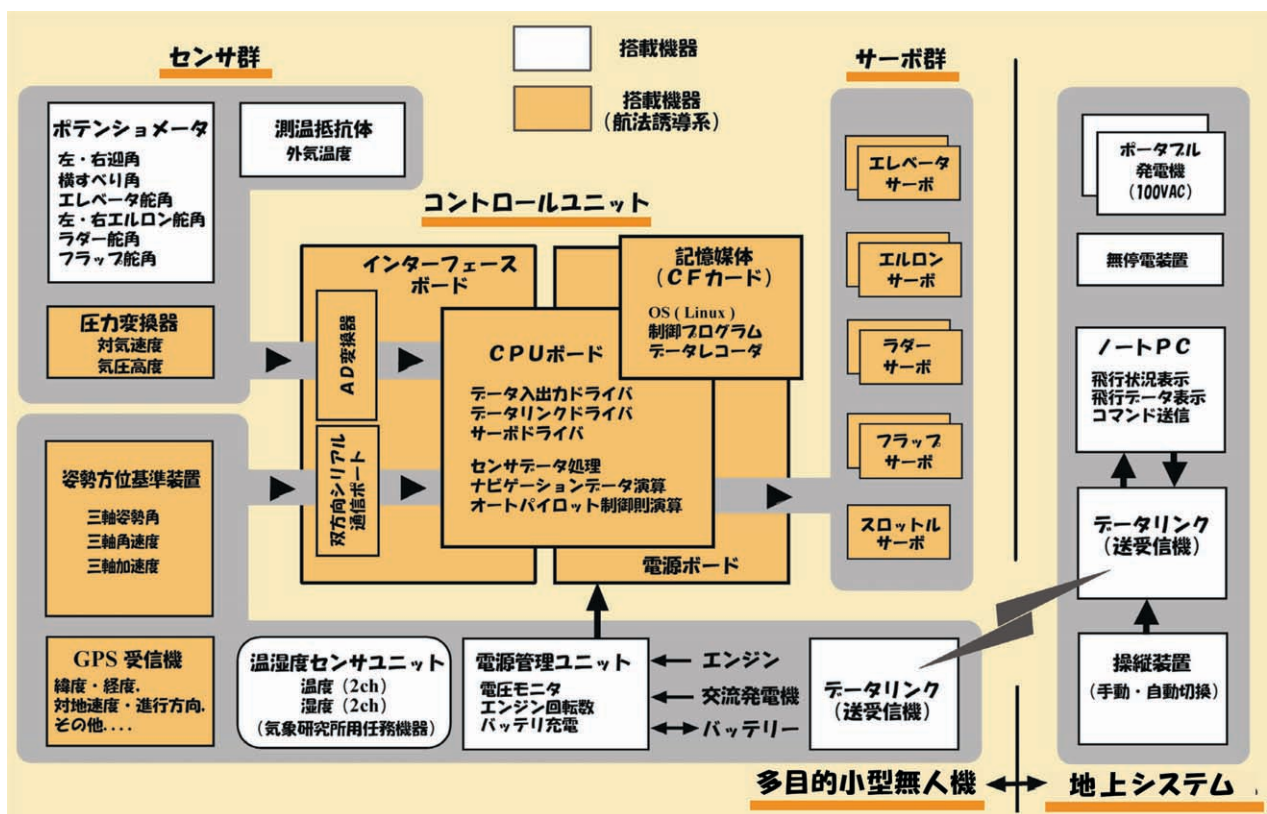 センサ群
搭載機器
搭載機器
(航法誘導系)
サーボ群
ポテンショメータ
左・右迎角
横すべり角
エレベータ舵角
左・右エルロン舵角
ラダー舵角
フラップ舵角
測温抵抗体
外気温度
圧力変換器
対気速度
気圧高度
コントロールユニット
インターフェース
ボード
AD変換器
双方向シリアル
通信ポート
記憶媒体
(CFカード)
OS ( Linux )
制御プログラム
データレコーダ
CPUボード
データ入出力ドライバ
データリンクドライバ
サーボドライバ
センサデータ処理
ナビゲーションデータ演算
オートパイロット制御則演算
電源ボード
エレベータ
サーボ
エルロン
サーボ
ラダー
サーボ
フラップ
サーボ
スロットル
サーボ
ポータブル
発電機
(100VAC)
無停電装置
ノートPC
飛行状況表示
飛行データ表示
コマンド送信
データリンク
(送受信機)
操縦装置
(手動・自動切換)
姿勢方位基準装置
三軸姿勢角
三軸角速度
三軸加速度
GPS 受信機
緯度・経度.
対地速度・進行方向.
その他....
温湿度センサユニット
温度 (2ch)
湿度 (2ch)
(気象研究所用任務機器)
電源管理ユニット
電圧モニタ
エンジン回転数
バッテリ充電
エンジン
交流発電機
バッテリー
データリンク
(送受信機)
多目的小型無人機
地上システム